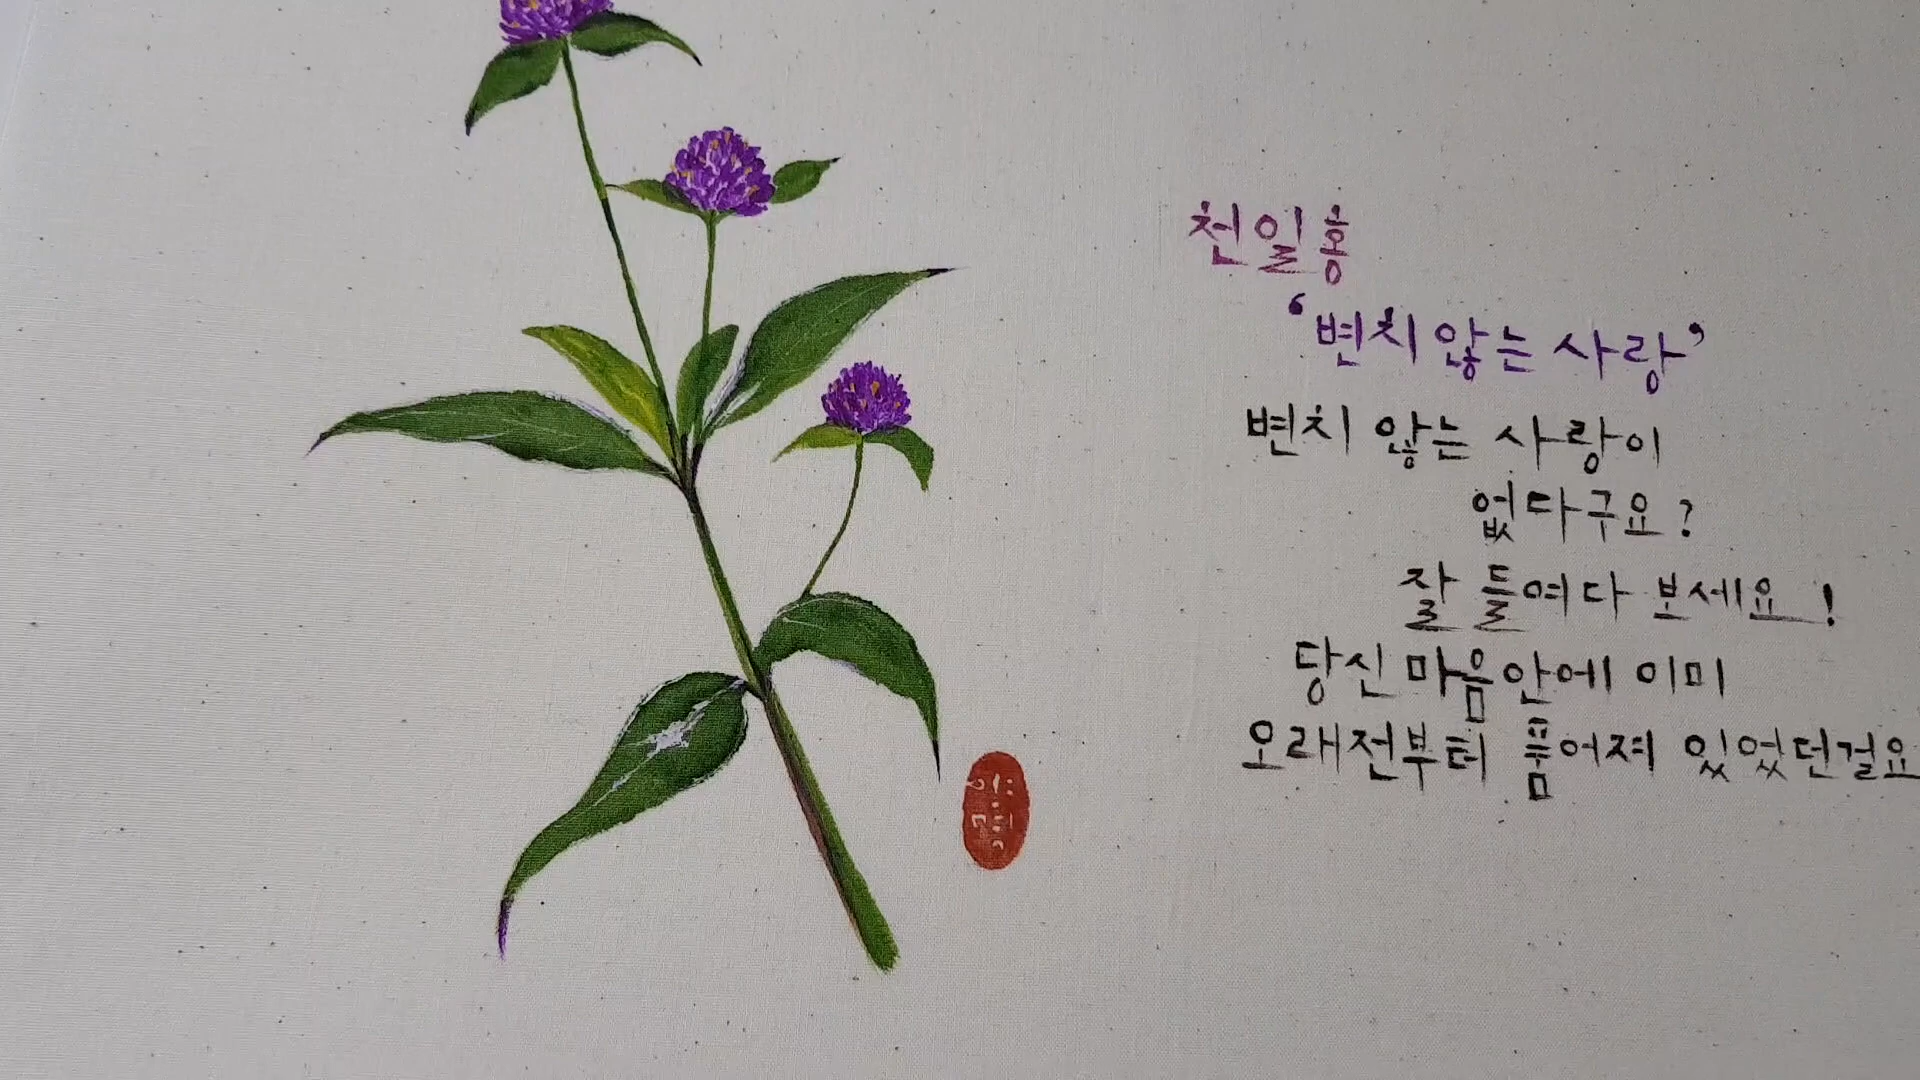 천일홍
‘변치 않는 사랑’
변치 않는 사랑이
없다구요?
잘 들여다 보세요!
당신 마음안에 이미
오래전부터 품어져 있었던걸요